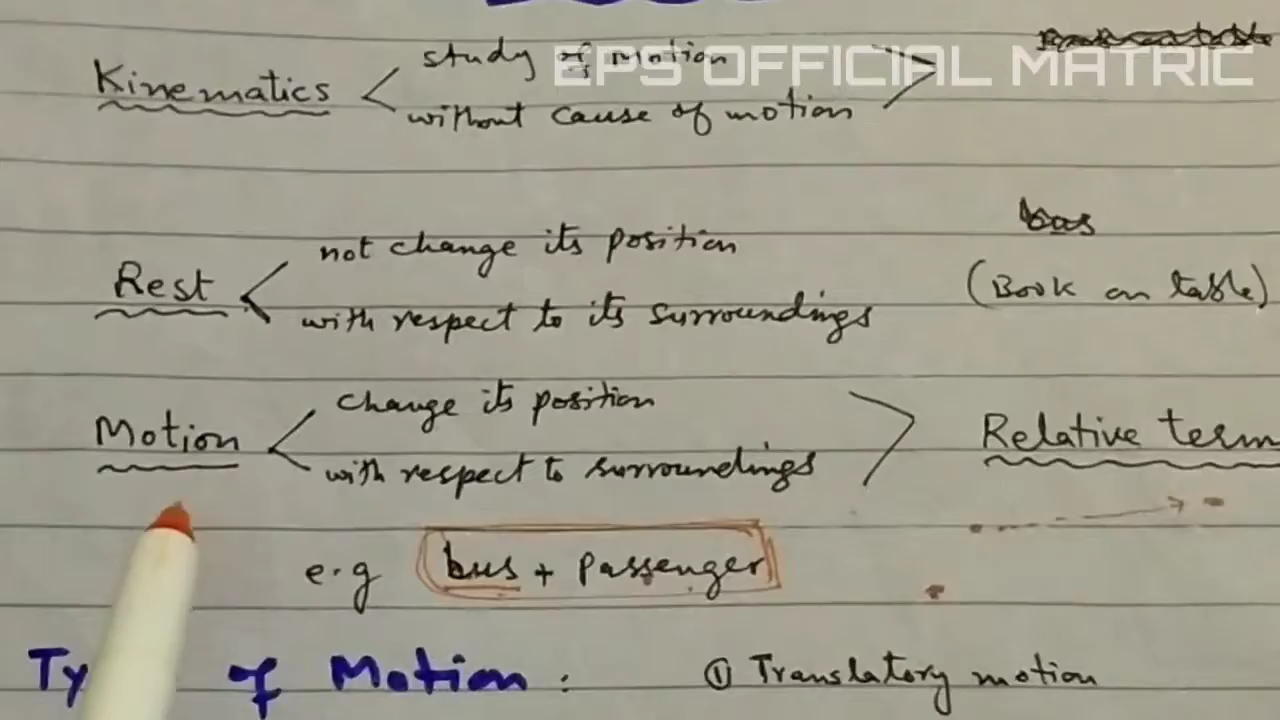 EPS OFFICIAL MATRIC
study of motion
Kinematics
without cause of motion
not change its position
bus
Rest
(Book on table)
with respect to its surroundings
change its position
Motion
Relative term
with respect to surroundings
e.g bus + Passenger
of Motion : ① Translatory motion